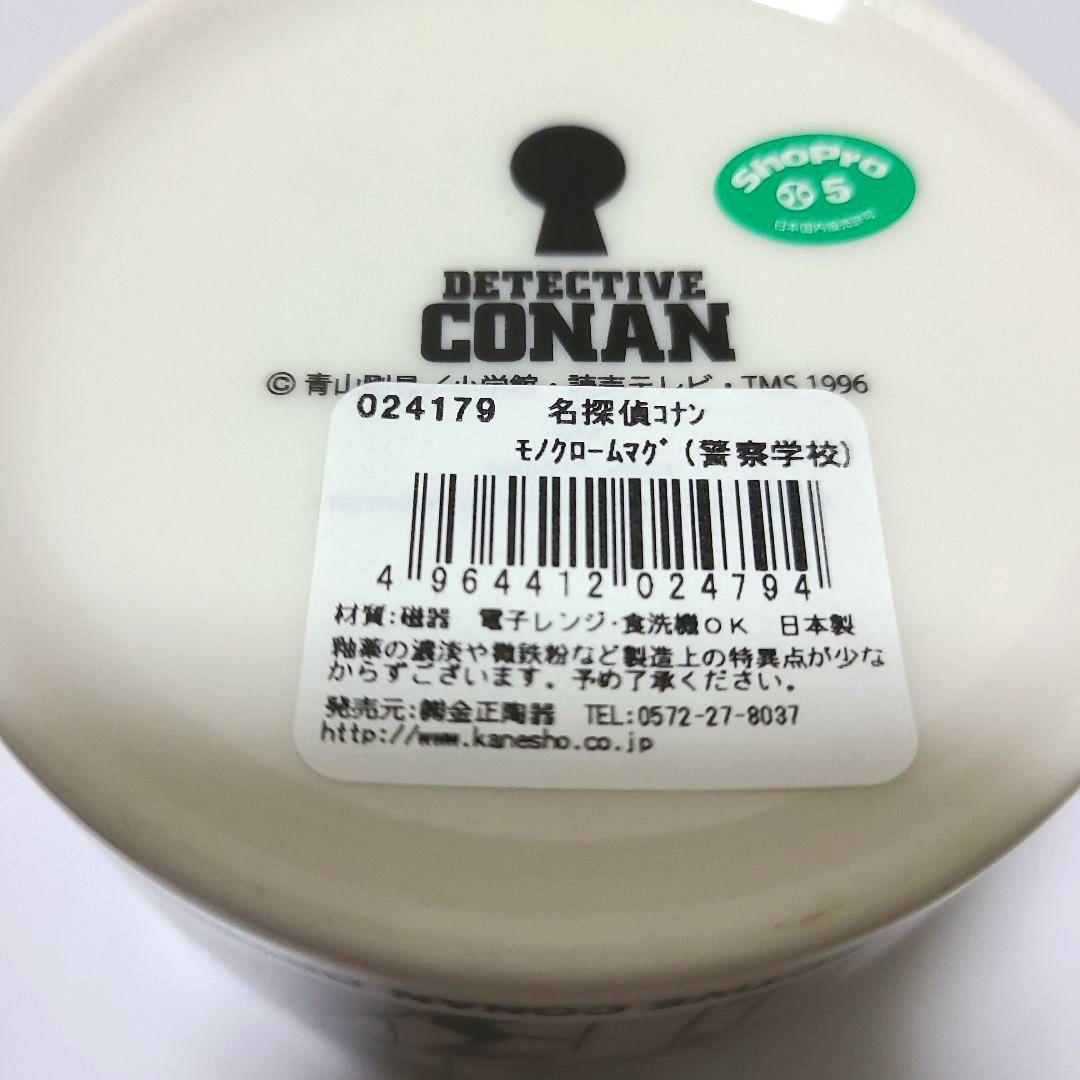 ShoPro
5
日本国内販売許可
DETECTIVE
CONAN
© 青山剛昌/小学館・読売テレビ・TMS 1996
024179 名探偵ｺﾅﾝ
ﾓﾉｸﾛｰﾑﾏｸﾞ(警察学校)
4 964412 024794
材質:磁器 電子レンジ・食洗機OK 日本製
釉薬の濃淡や微鉄粉など製造上の特異点が少な
からずございます。予めご了承ください。
発売元:㈱金正陶器 TEL:0572-27-8037
http://www.kanesho.co.jp
CONAN